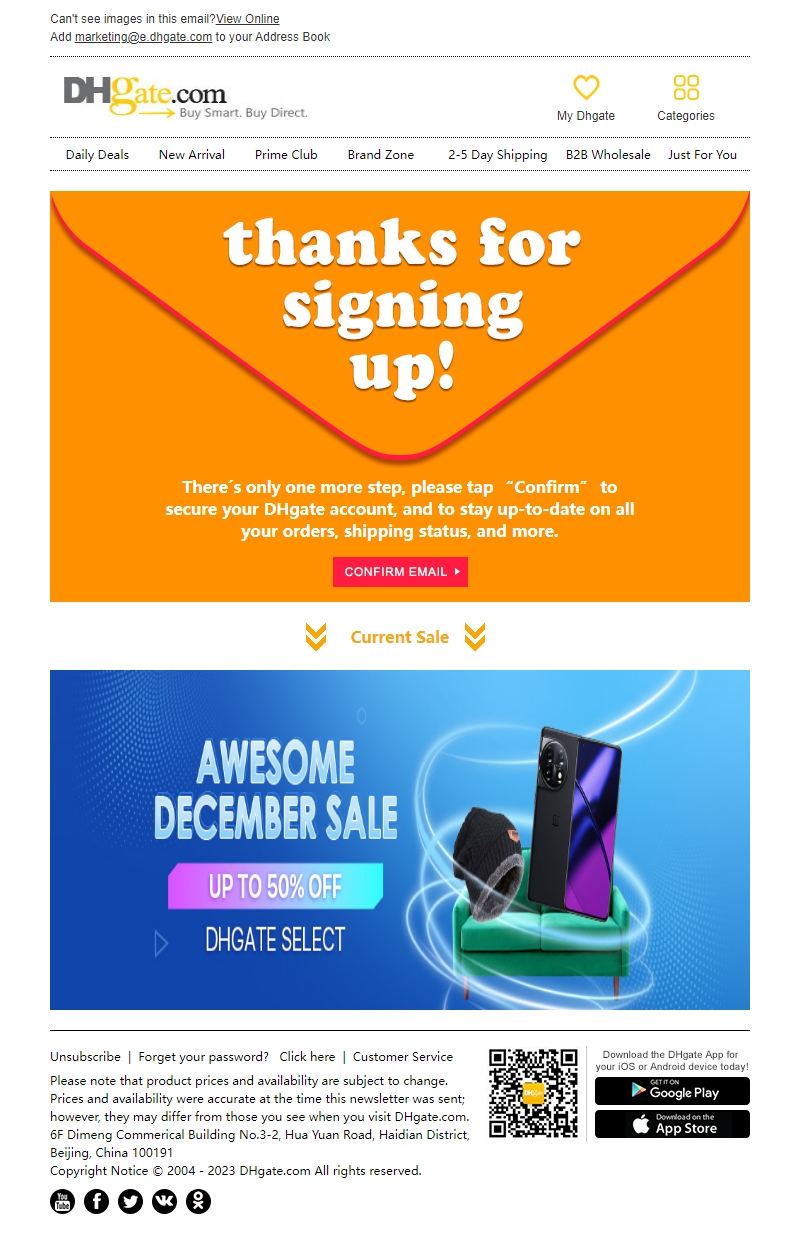 Can't see images in this email?View Online
Add marketing@e.dhgate.com to your Address Book
DHgate.com
Buy Smart. Buy Direct.
My Dhgate
Categories
Daily Deals New Arrival Prime Club Brand Zone 2-5 Day Shipping B2B Wholesale Just For You
thanks for
signing
up!
There´s only one more step, please tap “Confirm” to
secure your DHgate account, and to stay up-to-date on all
your orders, shipping status, and more.
CONFIRM EMAIL
Current Sale
AWESOME
DECEMBER SALE
UP TO 50% OFF
DHGATE SELECT
Unsubscribe | Forget your password? Click here | Customer Service
Please note that product prices and availability are subject to change.
Prices and availability were accurate at the time this newsletter was sent;
however, they may differ from those you see when you visit DHgate.com.
6F Dimeng Commerical Building No.3-2, Hua Yuan Road, Haidian District,
Beijing, China 100191
Copyright Notice © 2004 - 2023 DHgate.com All rights reserved.
DHgate
Download the DHgate App for
your iOS or Android device today!
GET IT ON
Google Play
Download on the
App Store
You
Tube